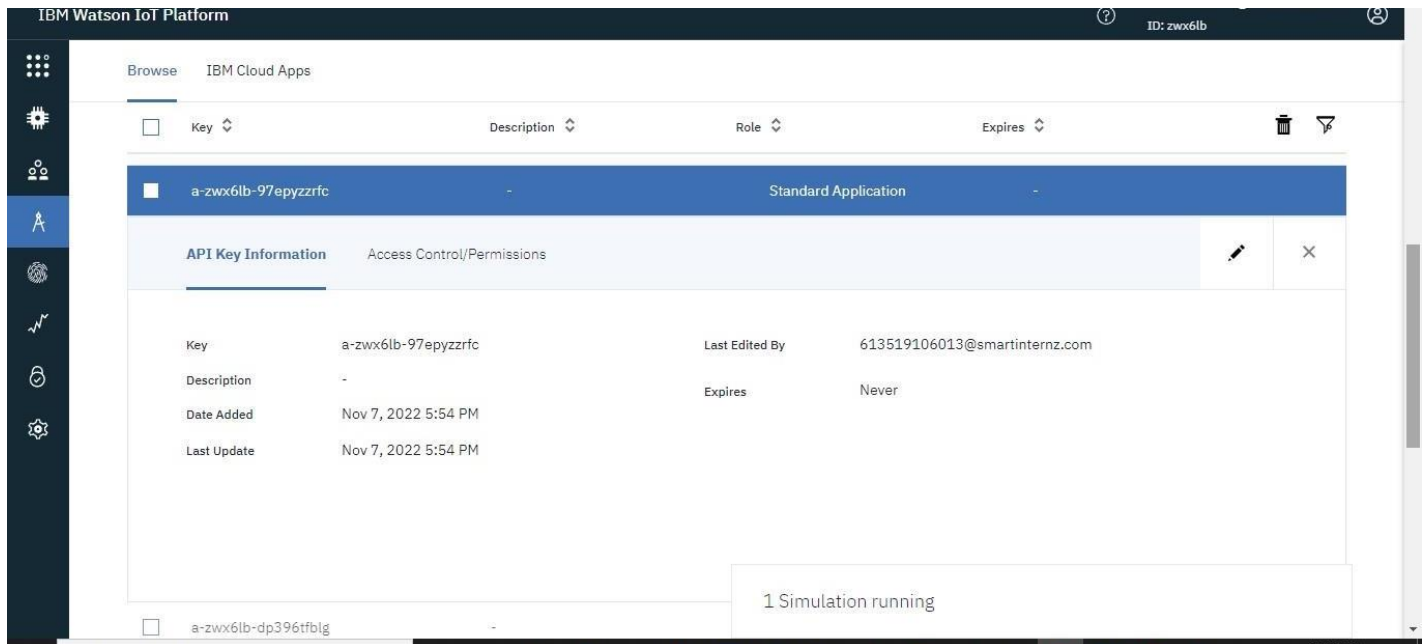 IBM Watson IoT Platform
ID: zwx6lb
Browse IBM Cloud Apps
Key Description Role Expires
a-zwx6lb-97epyzzrfc - Standard Application -
API Key Information Access Control/Permissions
Key a-zwx6lb-97epyzzrfc Last Edited By 613519106013@smartinternz.com
Description - Expires Never
Date Added Nov 7, 2022 5:54 PM
Last Update Nov 7, 2022 5:54 PM
1 Simulation running
a-zwx6lb-dp396tfblg -